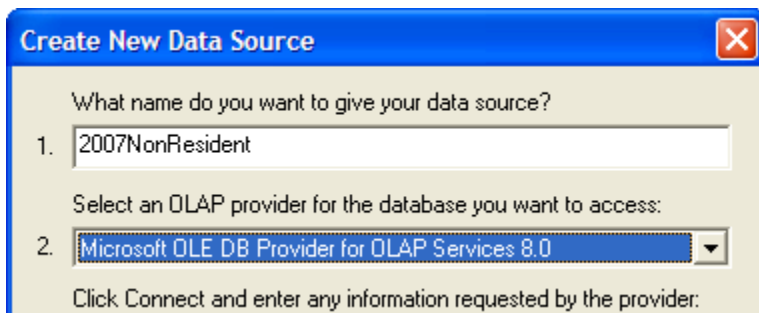 Create New Data Source
What name do you want to give your data source?
1. 2007NonResident
Select an OLAP provider for the database you want to access:
2. Microsoft OLE DB Provider for OLAP Services 8.0
Click Connect and enter any information requested by the provider: